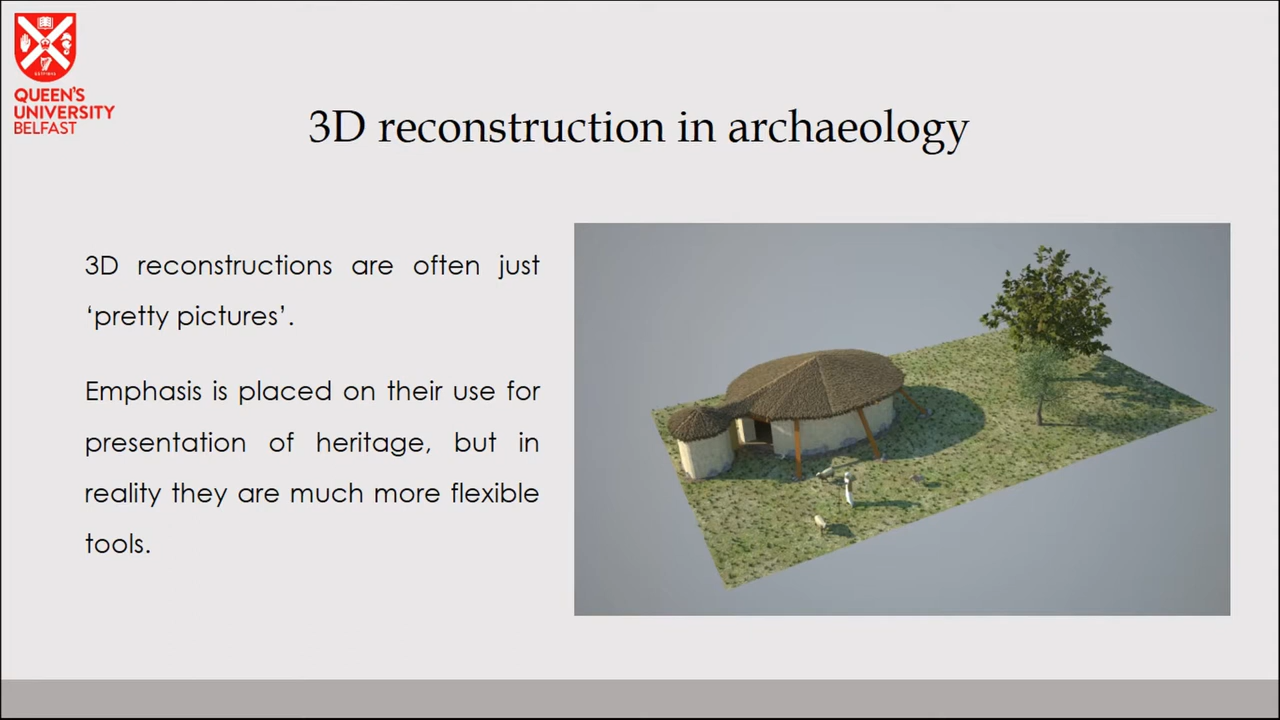 QUEEN'S
UNIVERSITY
BELFAST
3D reconstruction in archaeology
3D reconstructions are often just
‘pretty pictures’.
Emphasis is placed on their use for
presentation of heritage, but in
reality they are much more flexible
tools.